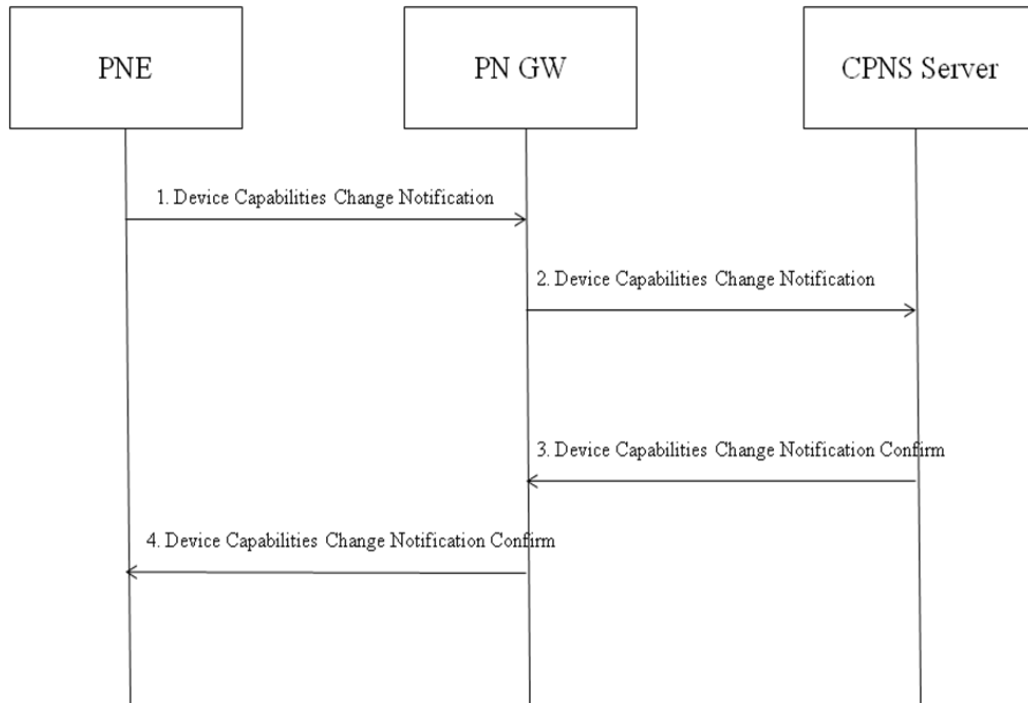 PNE
PN GW
CPNS Server
1. Device Capabilities Change Notification
2. Device Capabilities Change Notification
3. Device Capabilities Change Notification Confirm
4. Device Capabilities Change Notification Confirm